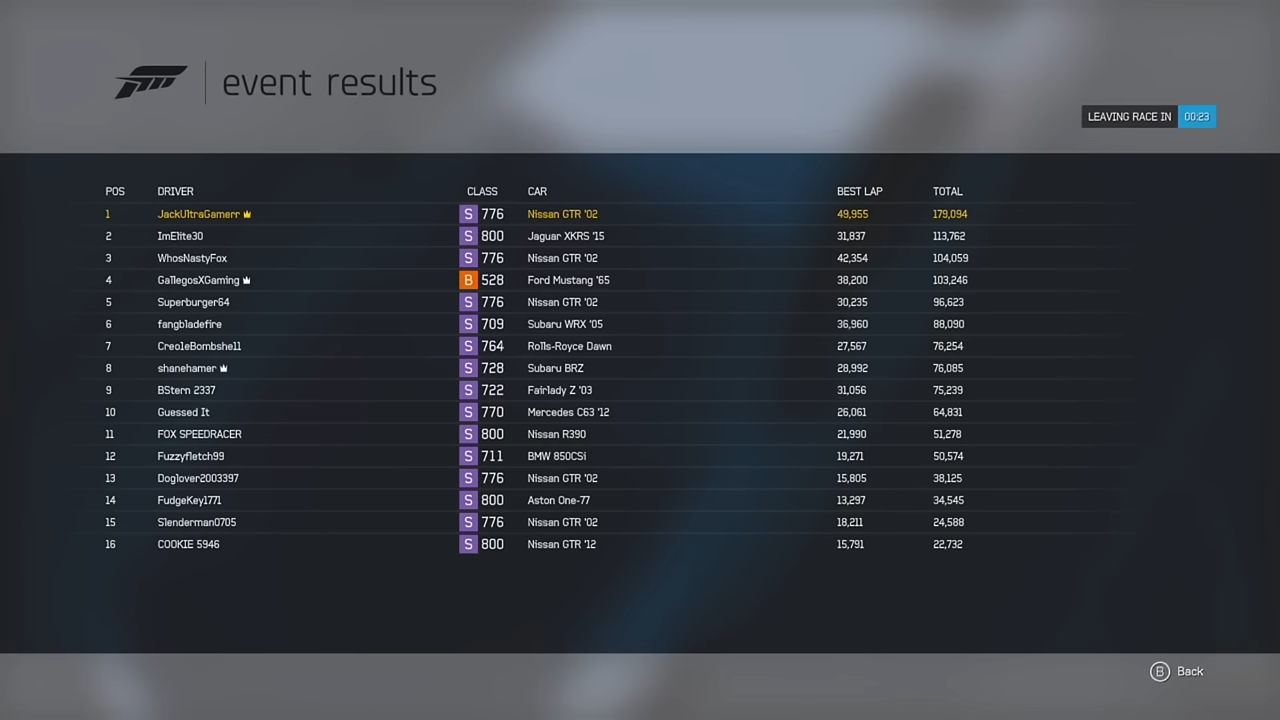 event results
LEAVING RACE IN 00:23
POS DRIVER CLASS CAR BEST LAP TOTAL
1 JackUltraGamerr S 776 Nissan GTR '02 49,955 179,094
2 ImElite30 S 800 Jaguar XKRS '15 31,837 113,762
3 WhosNastyFox S 776 Nissan GTR '02 42,354 104,059
4 GallegosXGaming B 528 Ford Mustang '65 38,200 103,246
5 Superburger64 S 776 Nissan GTR '02 30,235 96,623
6 fangbladefire S 709 Subaru WRX '05 36,960 88,090
7 CreoleBombshell S 764 Rolls-Royce Dawn 27,567 76,254
8 shanehamer S 728 Subaru BRZ 28,992 76,085
9 BStern 2337 S 722 Fairlady Z '03 31,056 75,239
10 Guessed It S 770 Mercedes C63 '12 26,061 64,831
11 FOX SPEEDRACER S 800 Nissan R390 21,990 51,278
12 Fuzzyfletch99 S 711 BMW 850CSi 19,271 50,574
13 Doglover2003397 S 776 Nissan GTR '02 15,805 38,125
14 FudgeKey1771 S 800 Aston One-77 13,297 34,545
15 Slenderman0705 S 776 Nissan GTR '02 18,211 24,588
16 COOKIE 5946 S 800 Nissan GTR '12 15,791 22,732
B Back